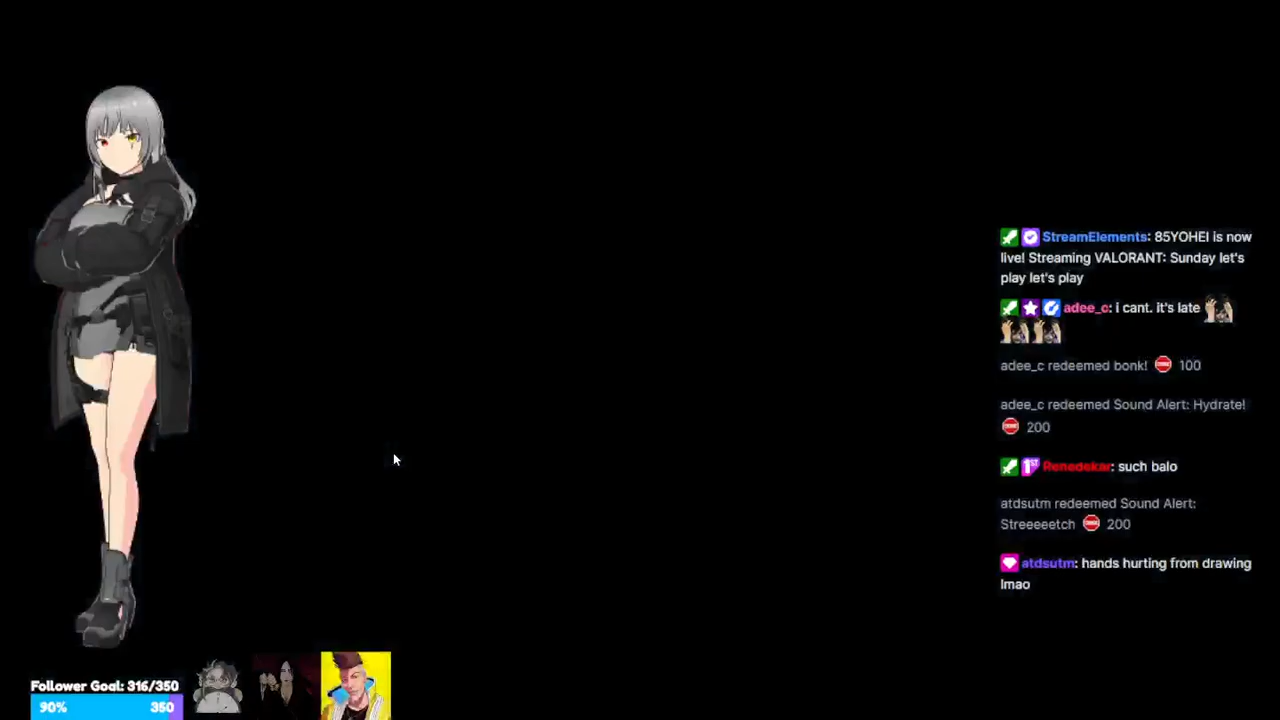 StreamElements: 85YOHEI is now
live! Streaming VALORANT: Sunday let's
play let's play
adee_c: i cant. it's late
adee_c redeemed bonk! 100
adee_c redeemed Sound Alert: Hydrate!
200
Renedekar: such balo
atdsutm redeemed Sound Alert:
Streeeeetch 200
atdsutm: hands hurting from drawing
lmao
Follower Goal: 316/350
90% 350